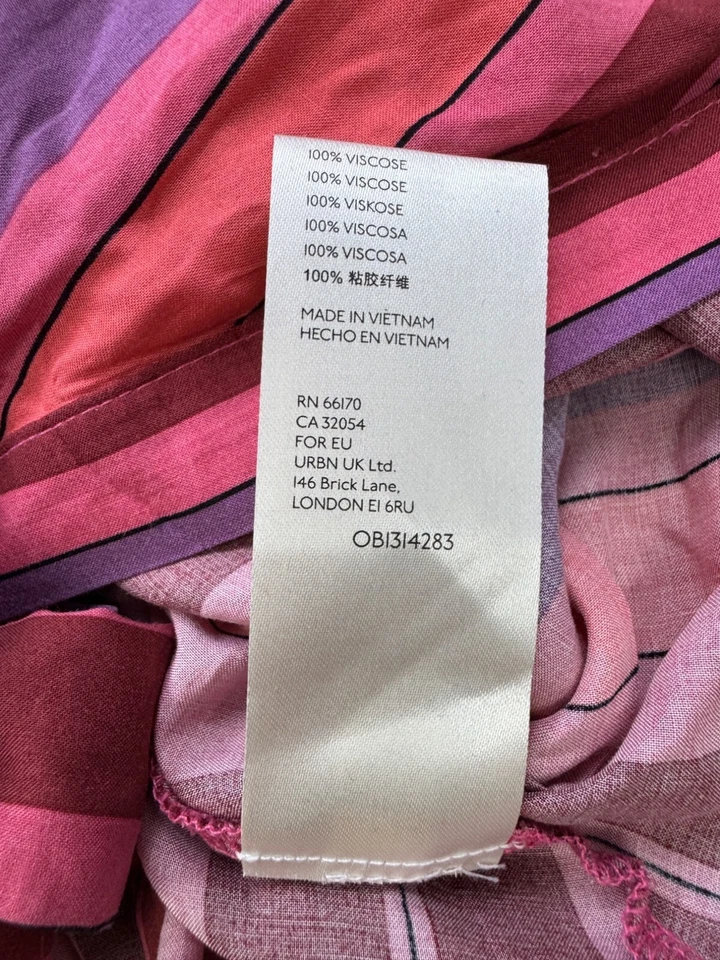 100% VISCOSE
100% VISCOSE
100% VISKOSE
100% VISCOSA
100% VISCOSA
100% 粘胶纤维
MADE IN VIETNAM
HECHO EN VIETNAM
RN 66170
CA 32054
FOR EU
URBN UK Ltd.
146 Brick Lane,
LONDON E1 6RU
OB1314283